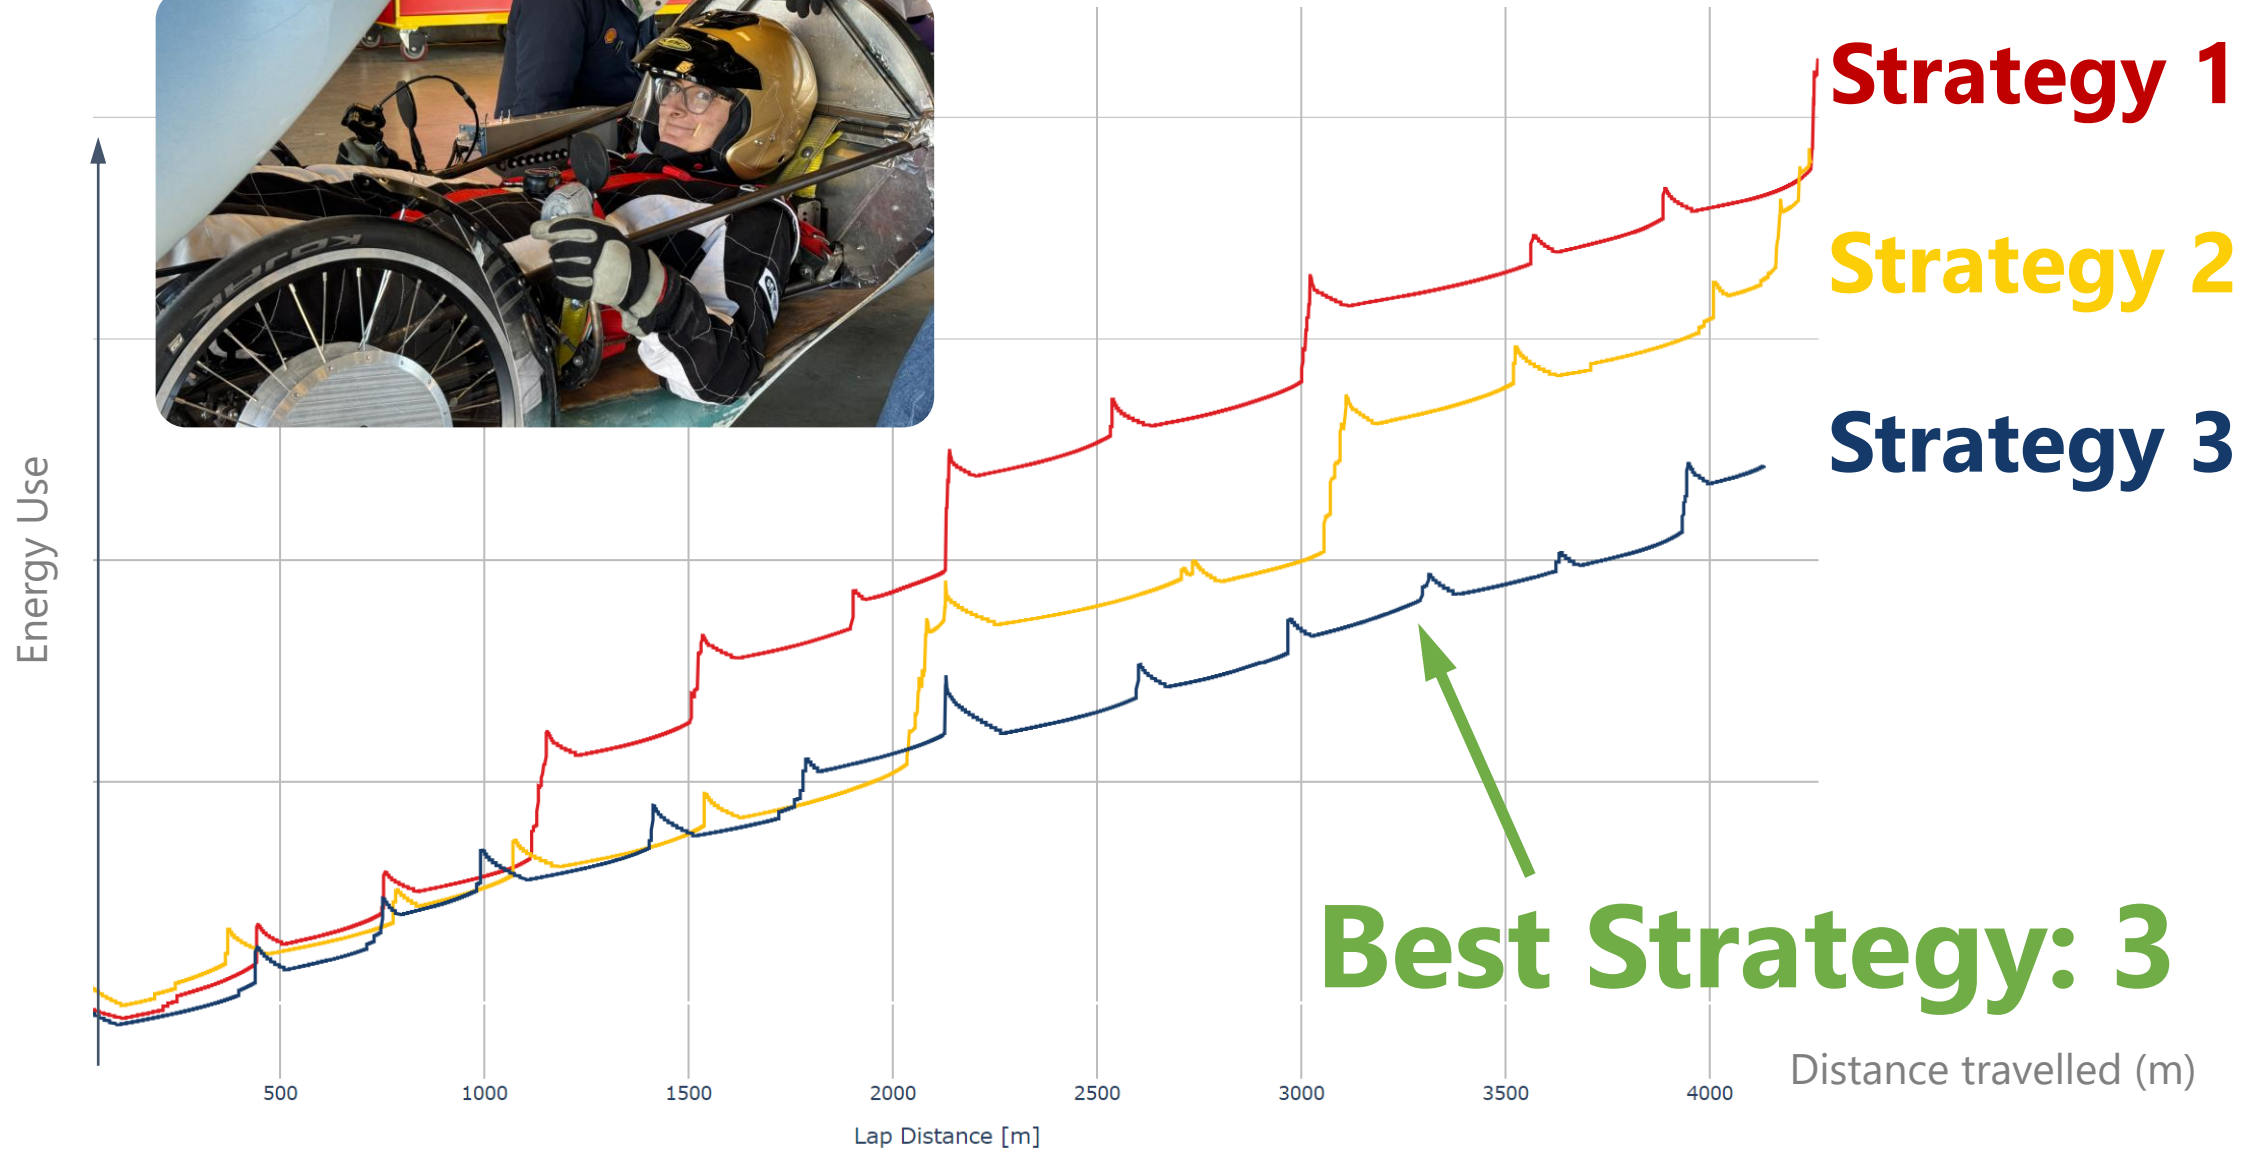 Strategy 1
Strategy 2
Strategy 3
Energy Use
Best Strategy: 3
Distance travelled (m)
500 1000 1500 2000 2500 3000 3500 4000
Lap Distance [m]